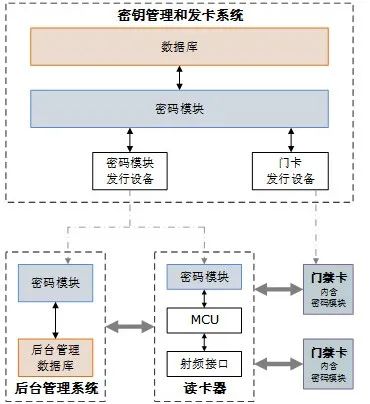 密钥管理和发卡系统
数据库
密码模块
密码模块
发行设备
门卡
发行设备
密码模块
后台管理
数据库
后台管理系统
密码模块
MCU
射频接口
读卡器
门禁卡
内含
密码模块
门禁卡
内含
密码模块